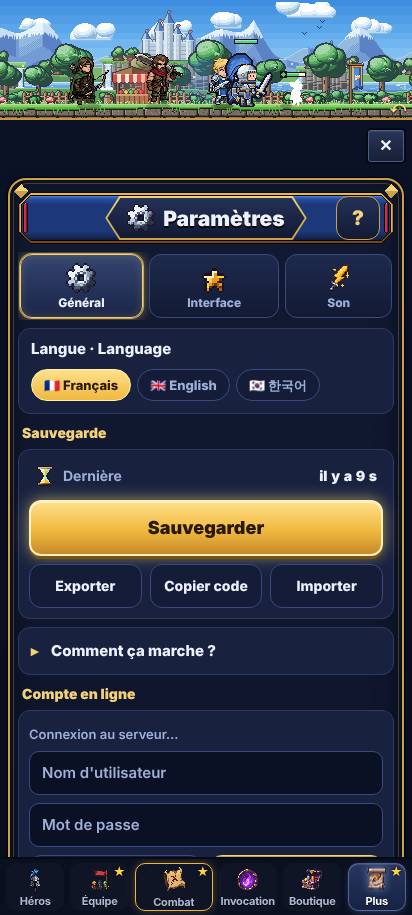 ×
Paramètres
?
Général
Interface
Son
Langue · Language
🇫🇷 Français
🇬🇧 English
🇰🇷 한국어
Sauvegarde
Dernière
il y a 9 s
Sauvegarder
Exporter
Copier code
Importer
► Comment ça marche ?
Compte en ligne
Connexion au serveur...
Nom d'utilisateur
Mot de passe
Héros
Équipe
Combat
Invocation
Boutique
Plus